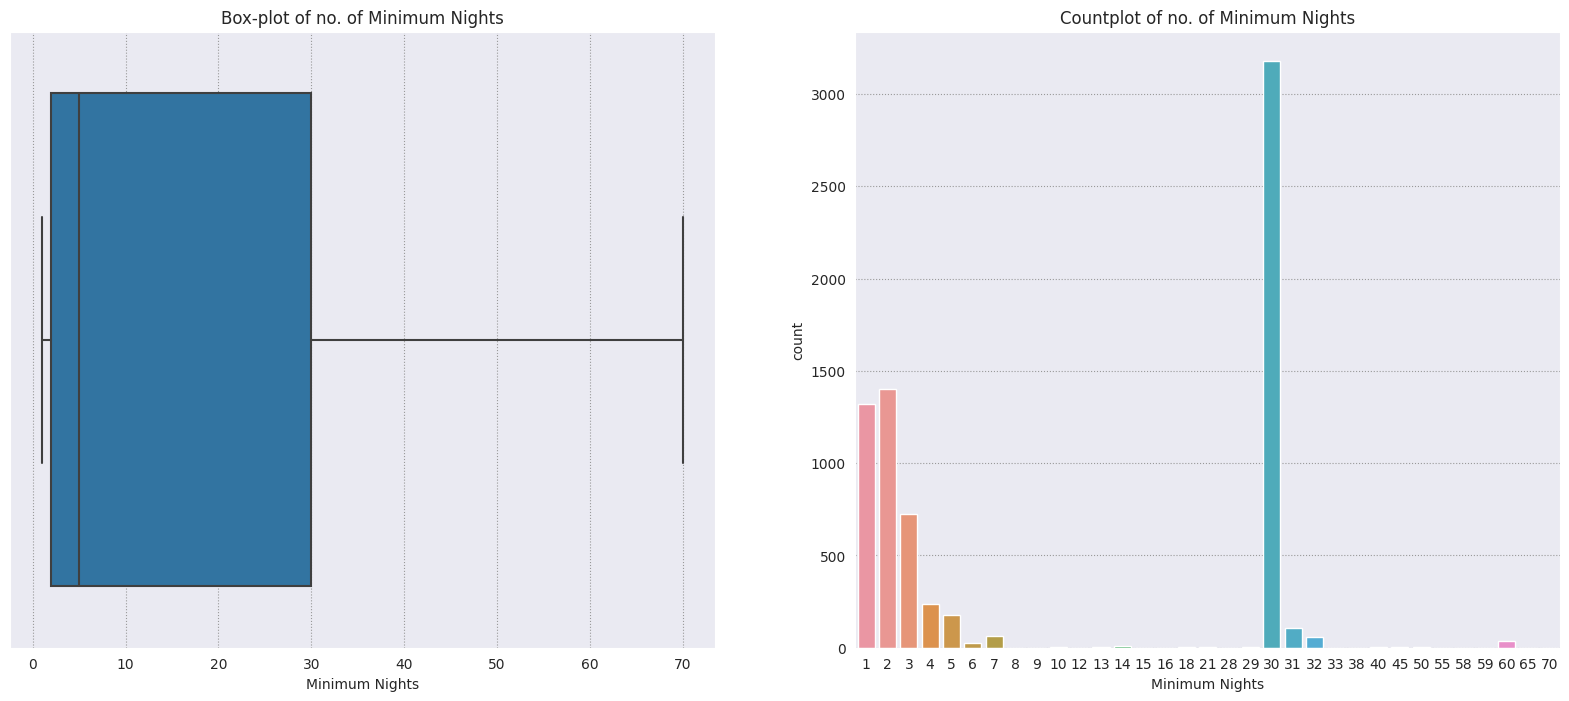 Box-plot of no. of Minimum Nights
0 10 20 30 40 50 60 70
Minimum Nights
Countplot of no. of Minimum Nights
3000
2500
2000
1500
1000
500
0
count
1 2 3 4 5 6 7 8 9 10 12 13 14 15 16 18 21 28 29 30 31 32 33 38 40 45 50 55 58 59 60 65 70
Minimum Nights